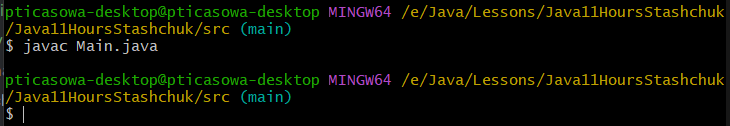 pticasowa-desktop@pticasowa-desktop MINGW64 /e/Java/Lessons/Java11HoursStashchuk
/Java11HoursStashchuk/src (main)
$ javac Main.java
pticasowa-desktop@pticasowa-desktop MINGW64 /e/Java/Lessons/Java11HoursStashchuk
/Java11HoursStashchuk/src (main)
$